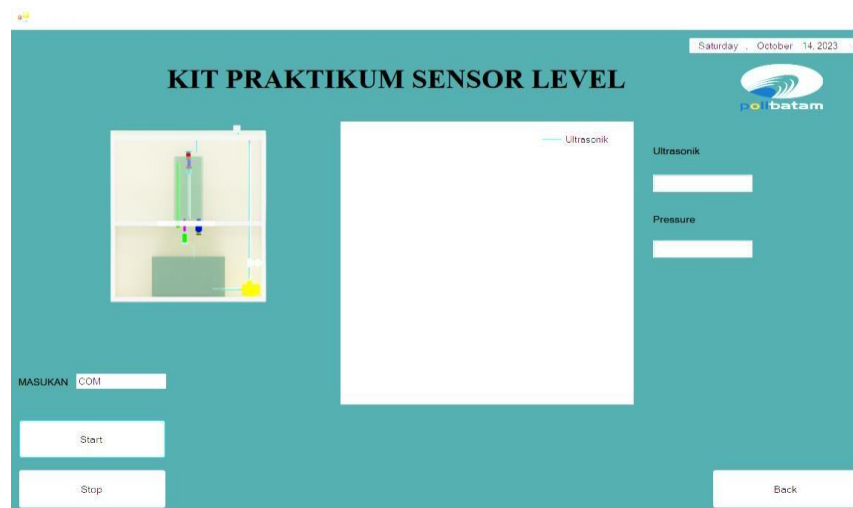 Saturday , October 14, 2023
KIT PRAKTIKUM SENSOR LEVEL
polibatam
Ultrasonik
Ultrasonik
Pressure
MASUKAN COM
Start
Stop
Back